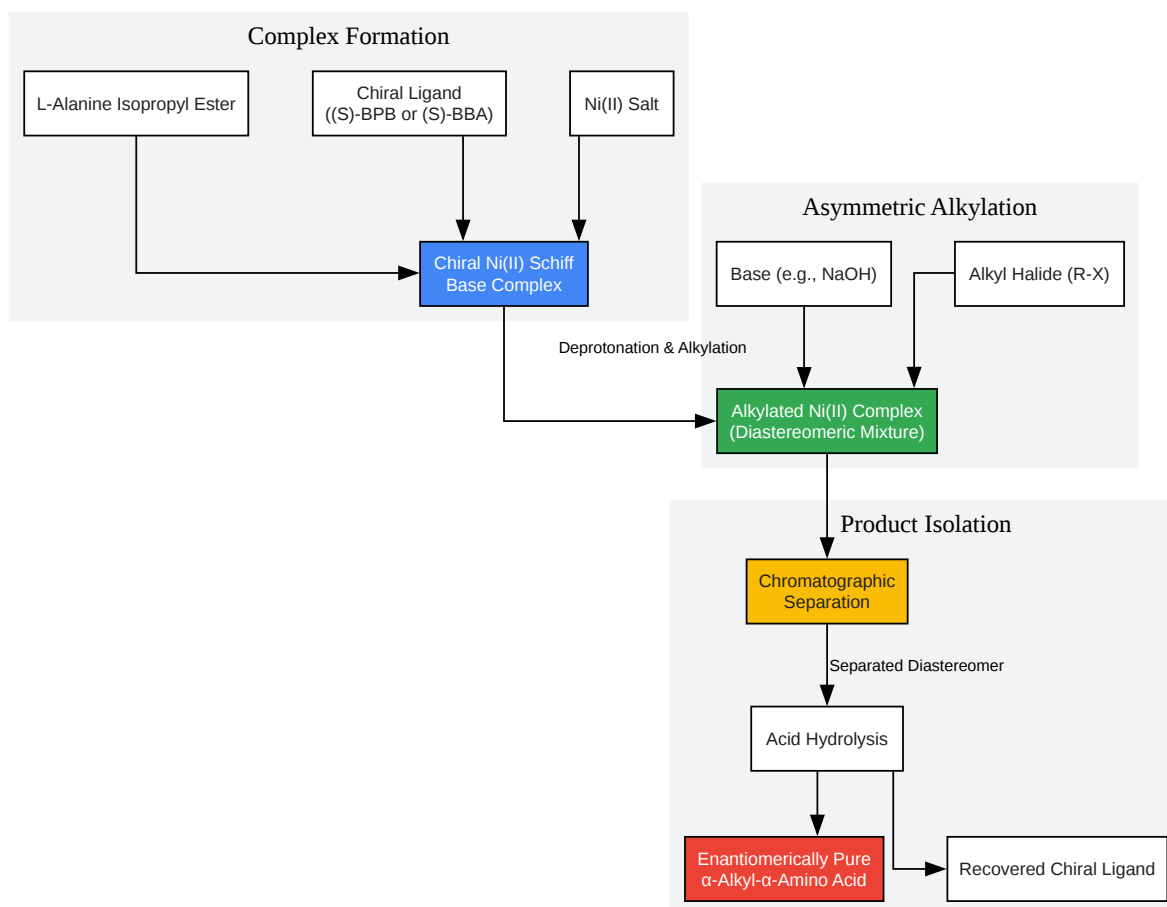 Complex Formation
L-Alanine Isopropyl Ester
Chiral Ligand
((S)-BPB or (S)-BBA)
Ni(II) Salt
Chiral Ni(II) Schiff
Base Complex
Asymmetric Alkylation
Base (e.g., NaOH)
Alkyl Halide (R-X)
Deprotonation & Alkylation
Alkylated Ni(II) Complex
(Diastereomeric Mixture)
Product Isolation
Chromatographic
Separation
Separated Diastereomer
Acid Hydrolysis
Enantiomerically Pure
α-Alkyl-α-Amino Acid
Recovered Chiral Ligand